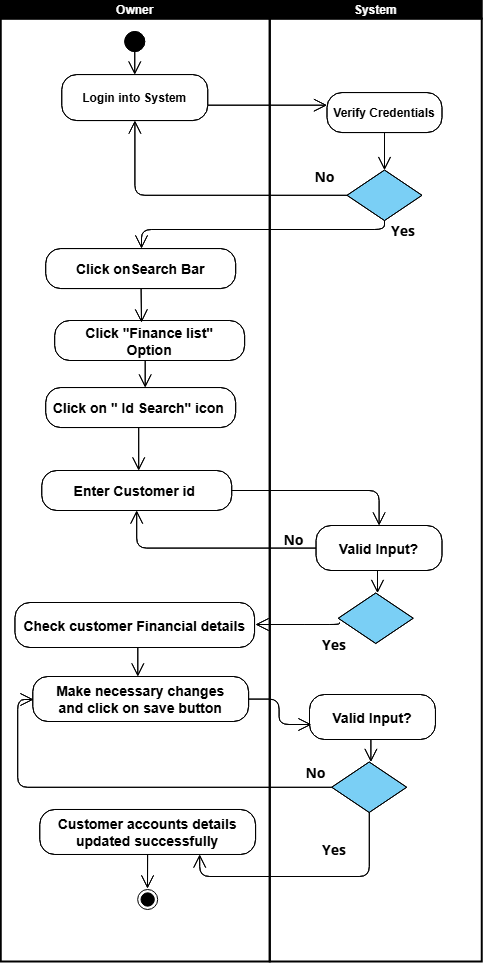 Owner
System
Login into System
Verify Credentials
No
Yes
Click onSearch Bar
Click "Finance list"
Option
Click on " Id Search" icon
Enter Customer id
No
Valid Input?
Check customer Financial details
Yes
Make necessary changes
and click on save button
Valid Input?
No
Customer accounts details
updated successfully
Yes